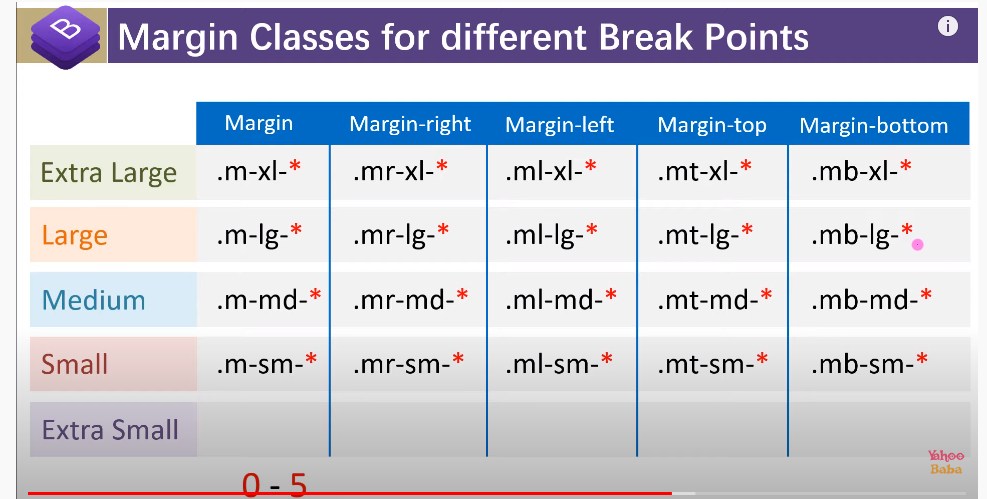 B
Margin Classes for different Break Points
i
Margin Margin-right Margin-left Margin-top Margin-bottom
Extra Large .m-xl-* .mr-xl-* .ml-xl-* .mt-xl-* .mb-xl-*
Large .m-lg-* .mr-lg-* .ml-lg-* .mt-lg-* .mb-lg-*
Medium .m-md-* .mr-md-* .ml-md-* .mt-md-* .mb-md-*
Small .m-sm-* .mr-sm-* .ml-sm-* .mt-sm-* .mb-sm-*
Extra Small
Yahoo
Baba
0 - 5